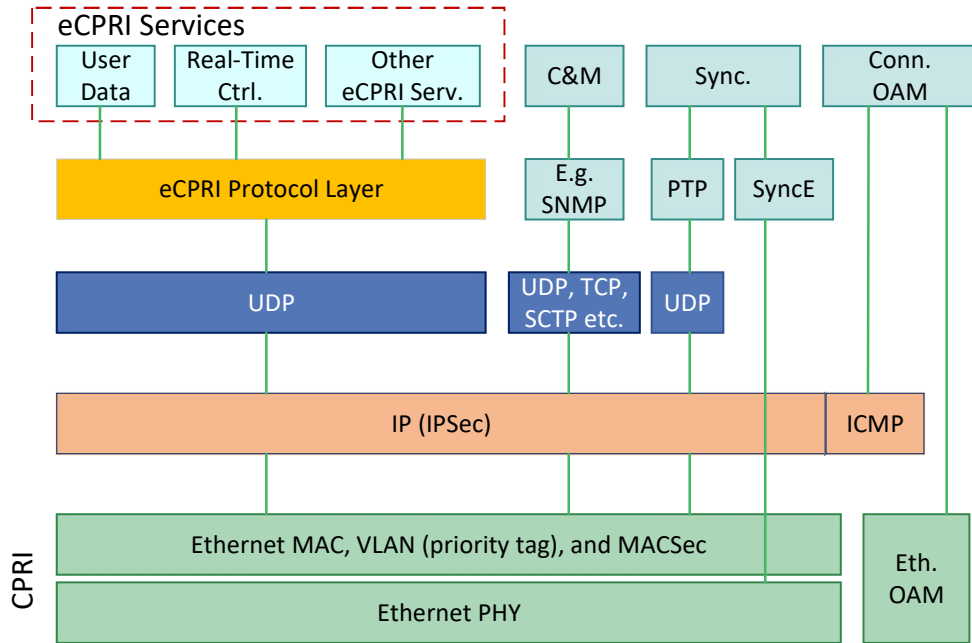 eCPRI Services
User
Data
Real-Time
Ctrl.
Other
eCPRI Serv.
C&M
Sync.
Conn.
OAM
eCPRI Protocol Layer
E.g.
SNMP
PTP
SyncE
UDP
UDP, TCP,
SCTP etc.
UDP
IP (IPSec)
ICMP
CPRI
Ethernet MAC, VLAN (priority tag), and MACSec
Eth.
OAM
Ethernet PHY